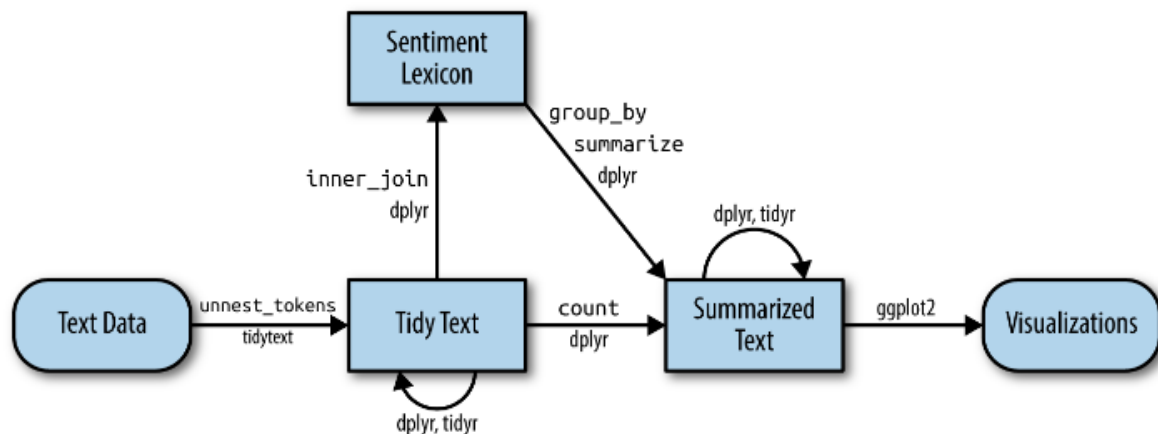 Sentiment
Lexicon
group_by
summarize
dplyr
inner_join
dplyr
dplyr, tidyr
Text Data
unnest_tokens
tidytext
Tidy Text
count
dplyr
Summarized
Text
ggplot2
Visualizations
dplyr, tidyr